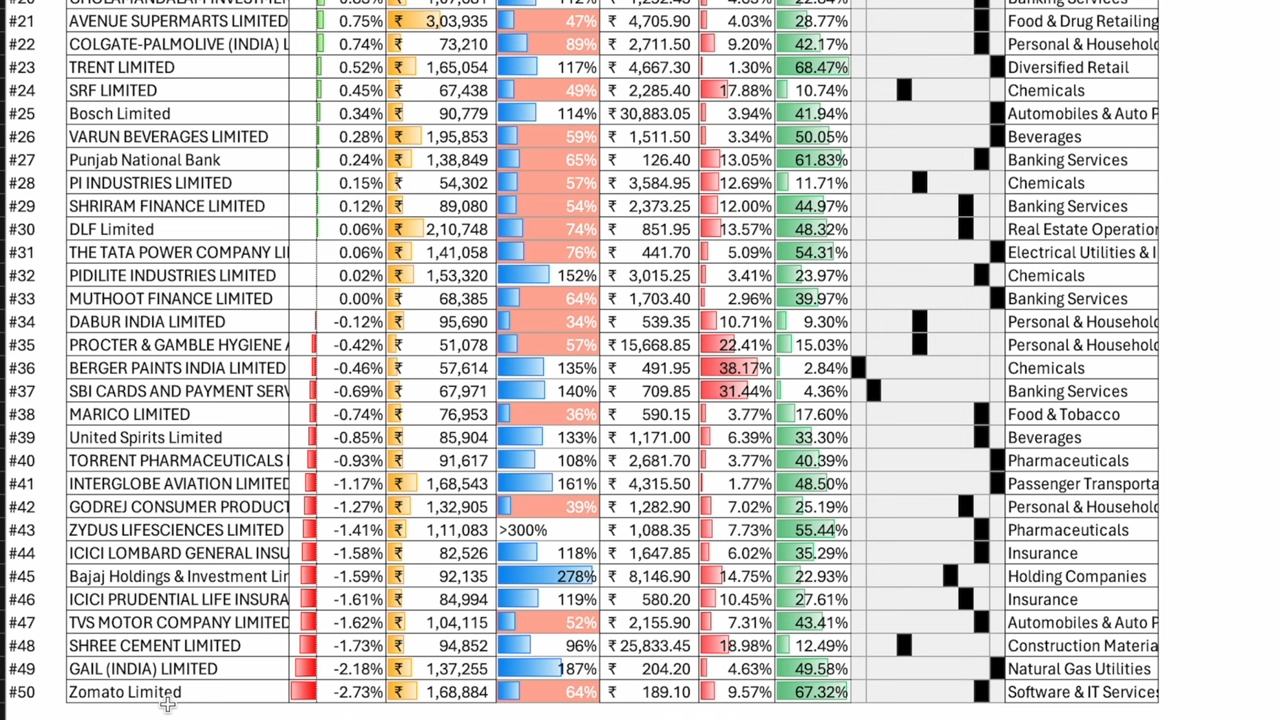 #21 AVENUE SUPERMARTS LIMITED 0.75% ₹ 3,03,935 47% ₹ 4,705.90 4.03% 28.77% Food & Drug Retailing
#22 COLGATE-PALMOLIVE (INDIA) L 0.74% ₹ 73,210 89% ₹ 2,711.50 9.20% 42.17% Personal & Household
#23 TRENT LIMITED 0.52% ₹ 1,65,054 117% ₹ 4,667.30 1.30% 68.47% Diversified Retail
#24 SRF LIMITED 0.45% ₹ 67,438 49% ₹ 2,285.40 17.88% 10.74% Chemicals
#25 Bosch Limited 0.34% ₹ 90,779 114% ₹ 30,883.05 3.94% 41.94% Automobiles & Auto P
#26 VARUN BEVERAGES LIMITED 0.28% ₹ 1,95,853 59% ₹ 1,511.50 3.34% 50.05% Beverages
#27 Punjab National Bank 0.24% ₹ 1,38,849 65% ₹ 126.40 13.05% 61.83% Banking Services
#28 PI INDUSTRIES LIMITED 0.15% ₹ 54,302 57% ₹ 3,584.95 12.69% 11.71% Chemicals
#29 SHRIRAM FINANCE LIMITED 0.12% ₹ 89,080 54% ₹ 2,373.25 12.00% 44.97% Banking Services
#30 DLF Limited 0.06% ₹ 2,10,748 74% ₹ 851.95 13.57% 48.32% Real Estate Operation
#31 THE TATA POWER COMPANY LI 0.06% ₹ 1,41,058 76% ₹ 441.70 5.09% 54.31% Electrical Utilities & I
#32 PIDILITE INDUSTRIES LIMITED 0.02% ₹ 1,53,320 152% ₹ 3,015.25 3.41% 23.97% Chemicals
#33 MUTHOOT FINANCE LIMITED 0.00% ₹ 68,385 64% ₹ 1,703.40 2.96% 39.97% Banking Services
#34 DABUR INDIA LIMITED -0.12% ₹ 95,690 34% ₹ 539.35 10.71% 9.30% Personal & Household
#35 PROCTER & GAMBLE HYGIENE A -0.42% ₹ 51,078 57% ₹ 15,668.85 22.41% 15.03% Personal & Household
#36 BERGER PAINTS INDIA LIMITED -0.46% ₹ 57,614 135% ₹ 491.95 38.17% 2.84% Chemicals
#37 SBI CARDS AND PAYMENT SERV -0.69% ₹ 67,971 140% ₹ 709.85 31.44% 4.36% Banking Services
#38 MARICO LIMITED -0.74% ₹ 76,953 36% ₹ 590.15 3.77% 17.60% Food & Tobacco
#39 United Spirits Limited -0.85% ₹ 85,904 133% ₹ 1,171.00 6.39% 33.30% Beverages
#40 TORRENT PHARMACEUTICALS -0.93% ₹ 91,617 108% ₹ 2,681.70 3.77% 40.39% Pharmaceuticals
#41 INTERGLOBE AVIATION LIMITED -1.17% ₹ 1,68,543 161% ₹ 4,315.50 1.77% 48.50% Passenger Transporta
#42 GODREJ CONSUMER PRODUCT -1.27% ₹ 1,32,905 39% ₹ 1,282.90 7.02% 25.19% Personal & Household
#43 ZYDUS LIFESCIENCES LIMITED -1.41% ₹ 1,11,083 >300% ₹ 1,088.35 7.73% 55.44% Pharmaceuticals
#44 ICICI LOMBARD GENERAL INSU -1.58% ₹ 82,526 118% ₹ 1,647.85 6.02% 35.29% Insurance
#45 Bajaj Holdings & Investment Lir -1.59% ₹ 92,135 278% ₹ 8,146.90 14.75% 22.93% Holding Companies
#46 ICICI PRUDENTIAL LIFE INSURA -1.61% ₹ 84,994 119% ₹ 580.20 10.45% 27.61% Insurance
#47 TVS MOTOR COMPANY LIMITED -1.62% ₹ 1,04,115 52% ₹ 2,155.90 7.31% 43.41% Automobiles & Auto P
#48 SHREE CEMENT LIMITED -1.73% ₹ 94,852 96% ₹ 25,833.45 18.98% 12.49% Construction Materia
#49 GAIL (INDIA) LIMITED -2.18% ₹ 1,37,255 187% ₹ 204.20 4.63% 49.58% Natural Gas Utilities
#50 Zomato Limited -2.73% ₹ 1,68,884 64% ₹ 189.10 9.57% 67.32% Software & IT Services